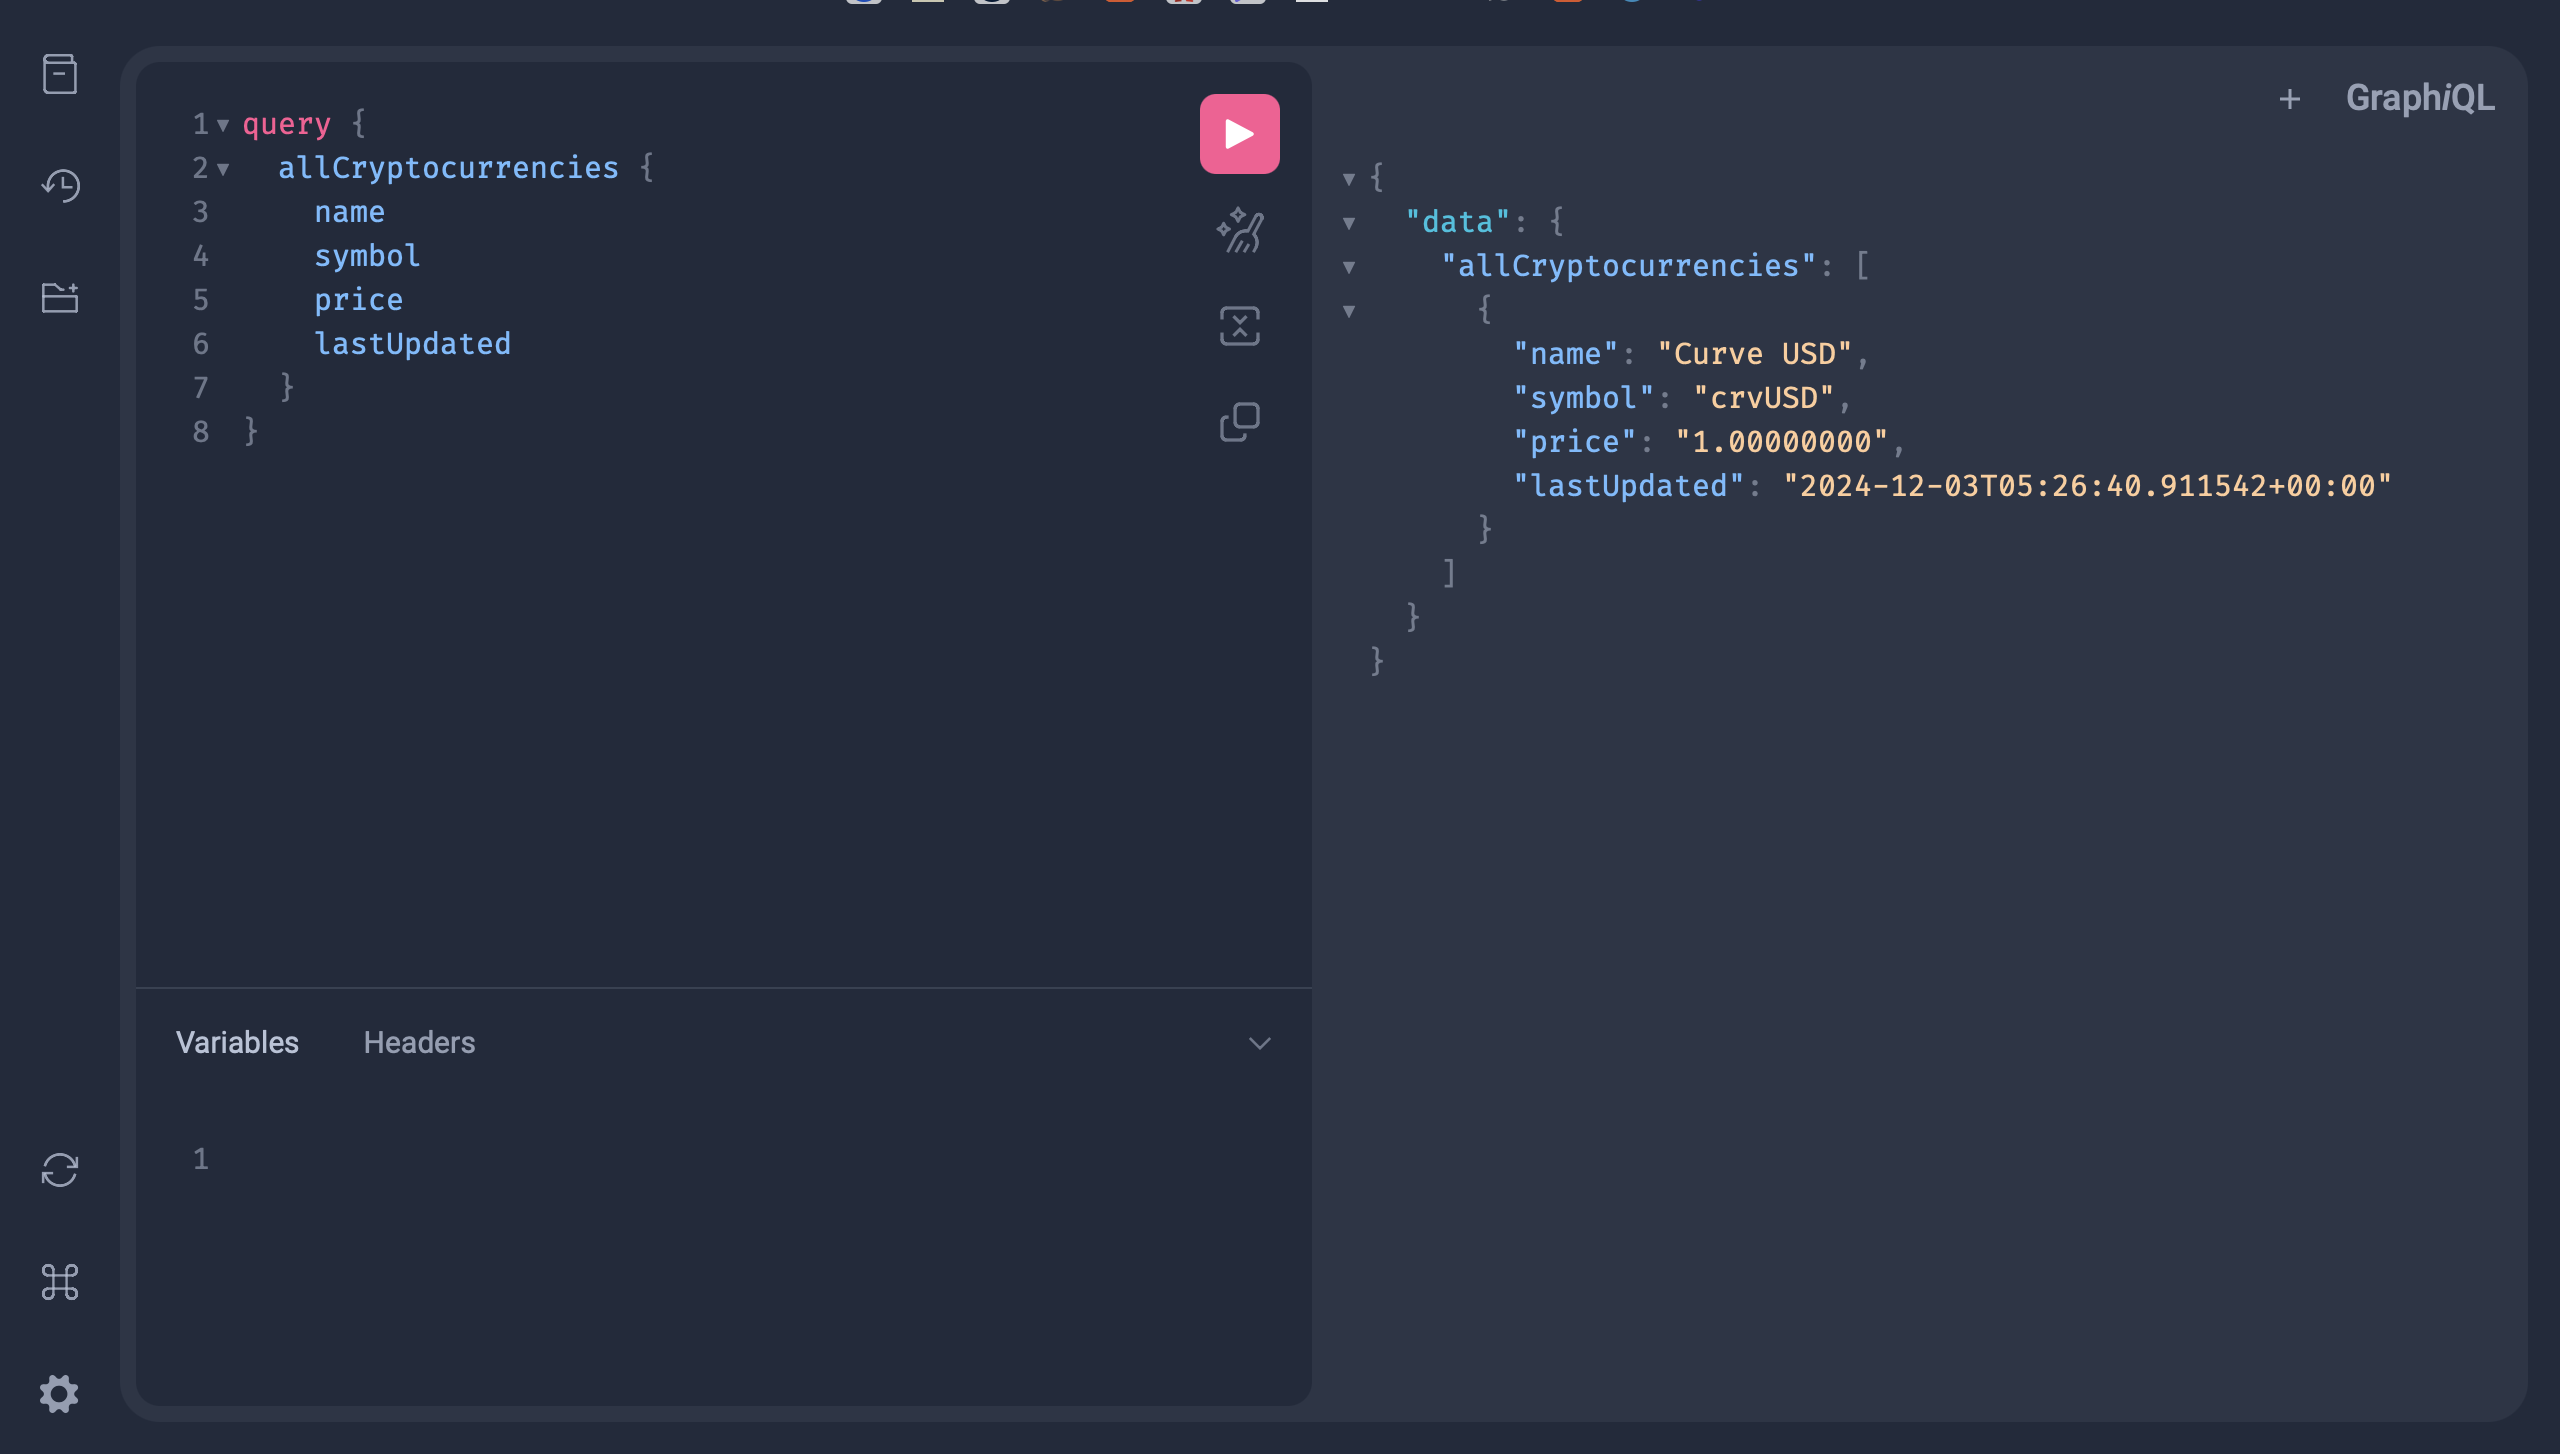 1 query {
2 allCryptocurrencies {
3 name
4 symbol
5 price
6 lastUpdated
7 }
8 }
Variables Headers
1
+ GraphiQL
{
"data": {
"allCryptocurrencies": [
{
"name": "Curve USD",
"symbol": "crvUSD",
"price": "1.00000000",
"lastUpdated": "2024-12-03T05:26:40.911542+00:00"
}
]
}
}